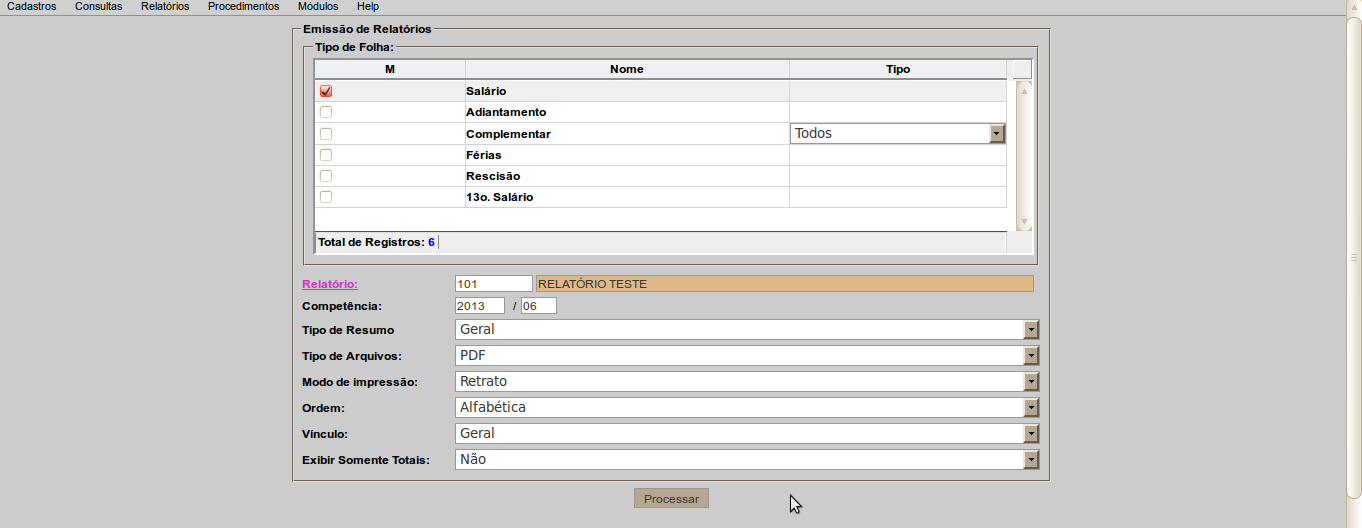 Cadastros Consultas Relatórios Procedimentos Módulos Help
Emissão de Relatórios
Tipo de Folha:
M Nome Tipo
Salário
Adiantamento
Complementar Todos
Férias
Rescisão
13o. Salário
Total de Registros: 6
Relatório: 101 RELATÓRIO TESTE
Competência: 2013 / 06
Tipo de Resumo Geral
Tipo de Arquivos: PDF
Modo de impressão: Retrato
Ordem: Alfabética
Vínculo: Geral
Exibir Somente Totais: Não
Processar